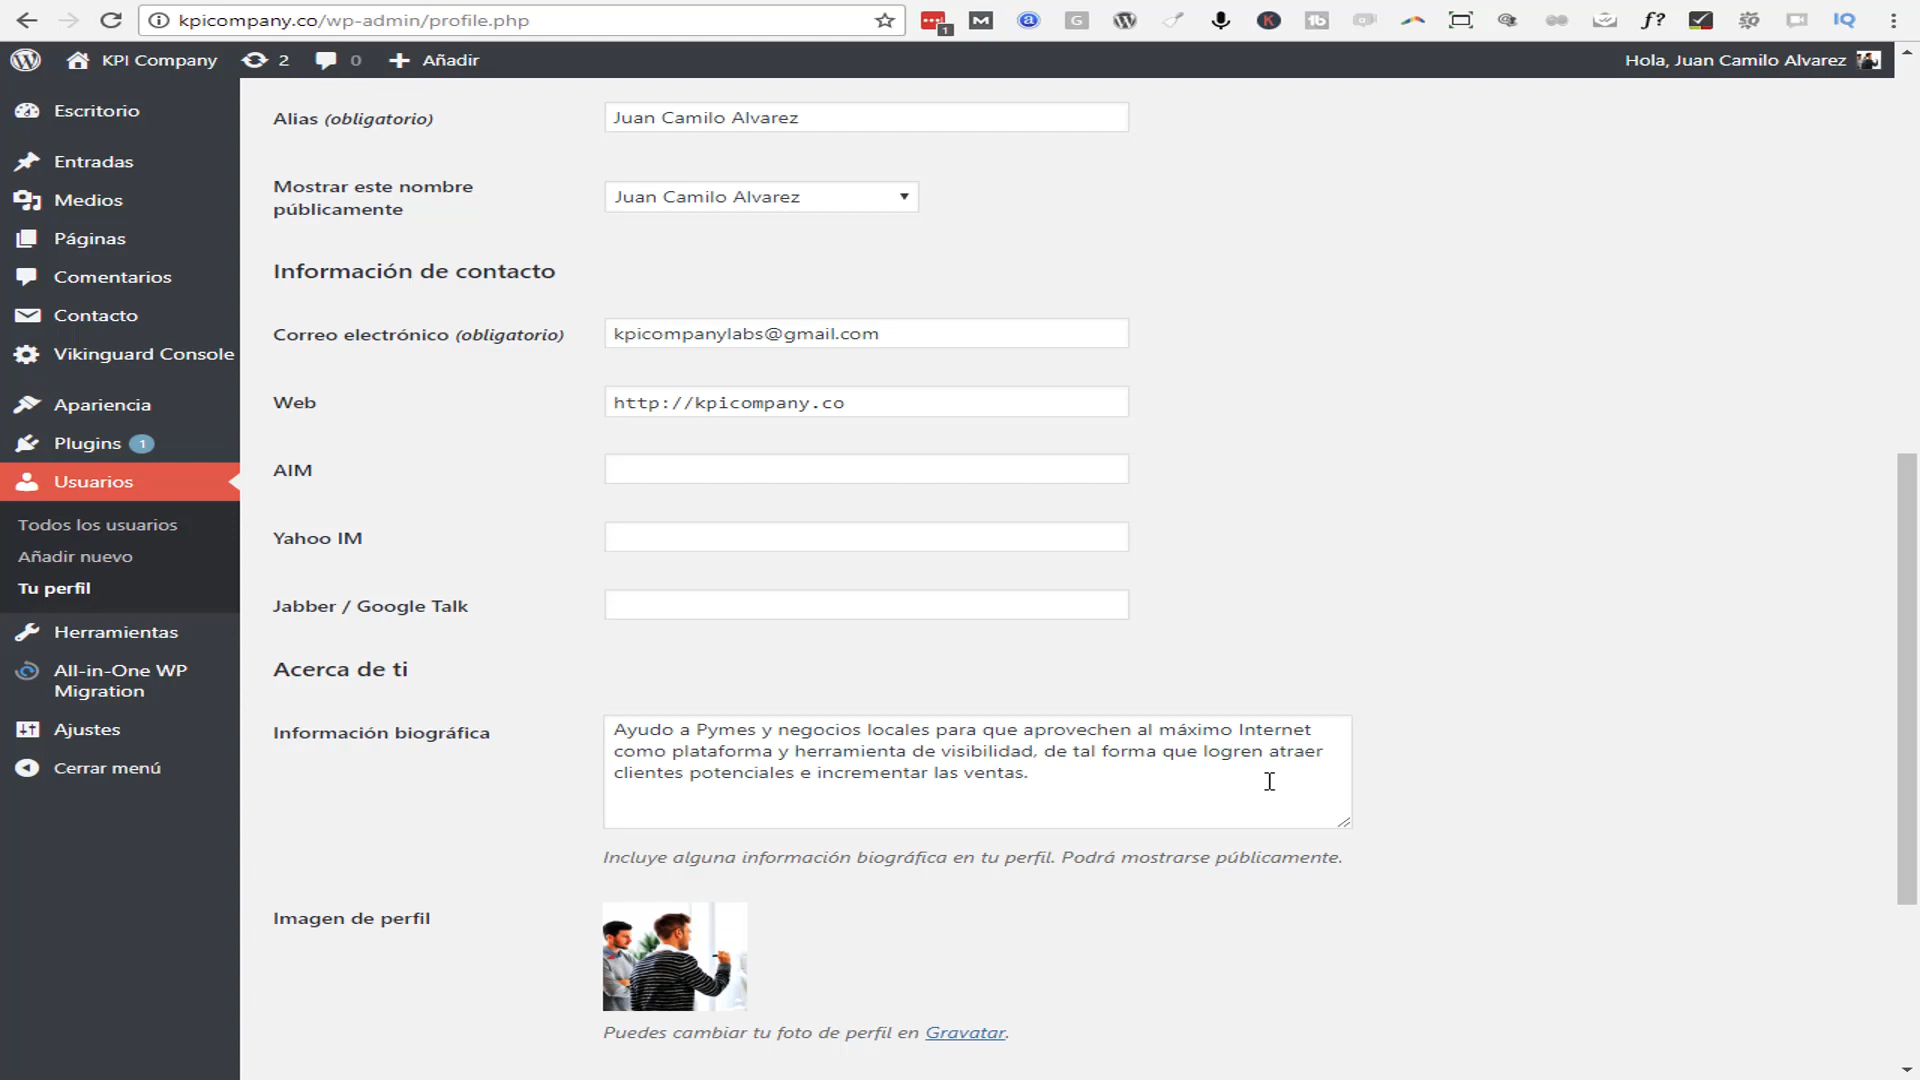 kpicompany.co/wp-admin/profile.php
1
M
a
G
K
tb
f?
IQ
KPI Company
2
0
Añadir
Hola, Juan Camilo Alvarez
Escritorio
Entradas
Medios
Páginas
Comentarios
Contacto
Vikinguard Console
Apariencia
Plugins 1
Usuarios
Todos los usuarios
Añadir nuevo
Tu perfil
Herramientas
All-in-One WP
Migration
Ajustes
Cerrar menú
Alias (obligatorio)
Juan Camilo Alvarez
Mostrar este nombre
públicamente
Juan Camilo Alvarez
Información de contacto
Correo electrónico (obligatorio)
kpicompanylabs@gmail.com
Web
http://kpicompany.co
AIM
Yahoo IM
Jabber / Google Talk
Acerca de ti
Información biográfica
Ayudo a Pymes y negocios locales para que aprovechen al máximo Internet
como plataforma y herramienta de visibilidad, de tal forma que logren atraer
clientes potenciales e incrementar las ventas.
Incluye alguna información biográfica en tu perfil. Podrá mostrarse públicamente.
Imagen de perfil
Puedes cambiar tu foto de perfil en Gravatar.